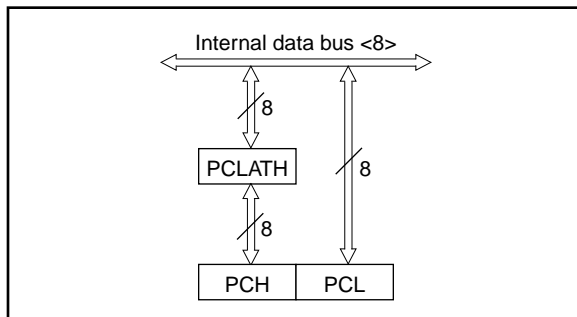 Internal data bus <8>
8
PCLATH
8
8
PCH PCL